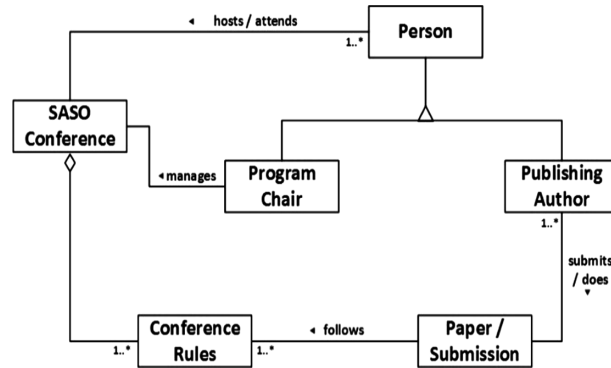 ◄ hosts / attends
Person
1..*
SASO
Conference
◄ manages
Program
Chair
Publishing
Author
1..*
submits
/ does
▼
Conference
Rules
1..*
1..*
◄ follows
Paper /
Submission